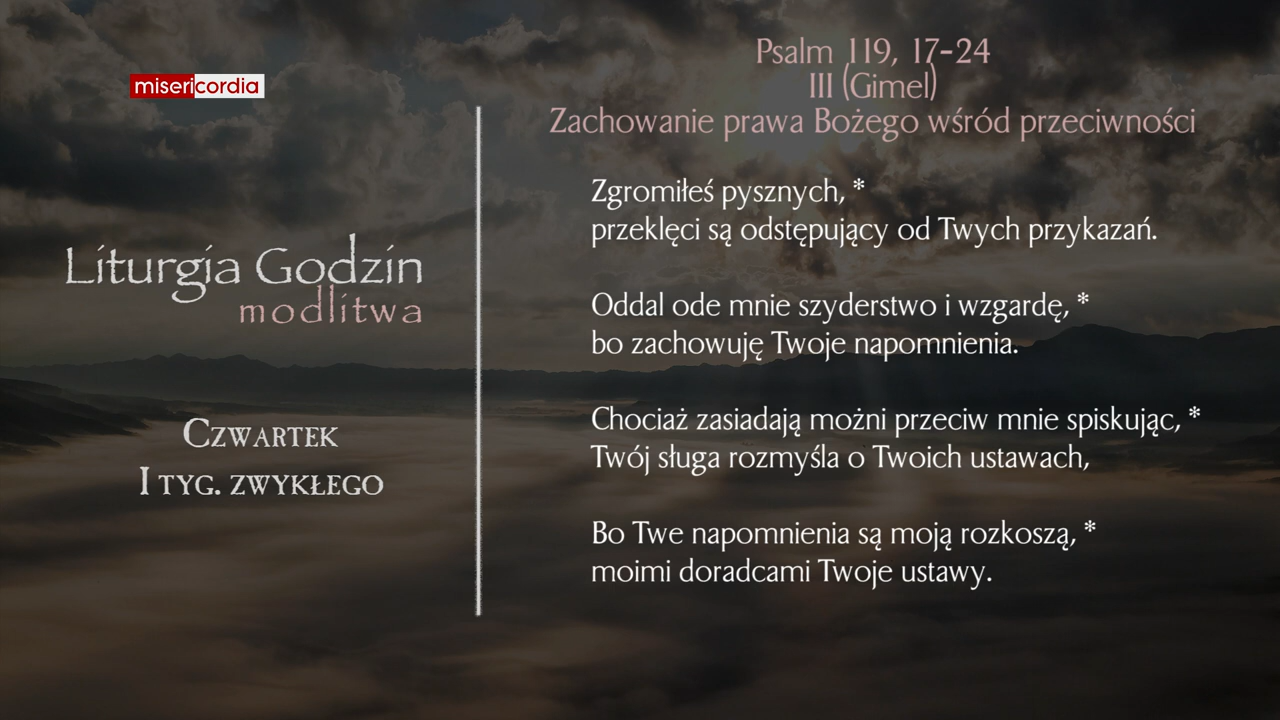 misericordia
Liturgia Godzin
modlitwa
Czwartek
I tyg. zwykłego
Psalm 119, 17-24
III (Gimel)
Zachowanie prawa Bożego wśród przeciwności
Zgromiłeś pysznych, *
przeklęci są odstępujący od Twych przykazań.
Oddal ode mnie szyderstwo i wzgardę, *
bo zachowuję Twoje napomnienia.
Chociaż zasiadają możni przeciw mnie spiskując, *
Twój sługa rozmyśla o Twoich ustawach,
Bo Twe napomnienia są moją rozkoszą, *
moimi doradcami Twoje ustawy.